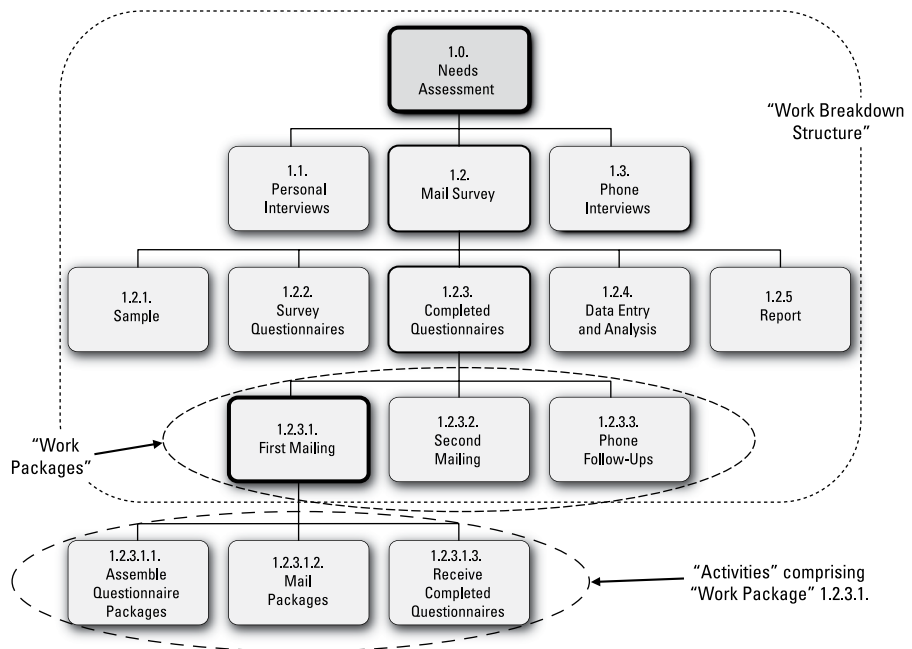 1.0.
Needs
Assessment
“Work Breakdown
Structure”
1.1.
Personal
Interviews
1.2.
Mail Survey
1.3.
Phone
Interviews
1.2.1.
Sample
1.2.2.
Survey
Questionnaires
1.2.3.
Completed
Questionnaires
1.2.4.
Data Entry
and Analysis
1.2.5
Report
“Work
Packages”
1.2.3.1.
First Mailing
1.2.3.2.
Second
Mailing
1.2.3.3.
Phone
Follow-Ups
1.2.3.1.1.
Assemble
Questionnaire
Packages
1.2.3.1.2.
Mail
Packages
1.2.3.1.3.
Receive
Completed
Questionnaires
“Activities” comprising
“Work Package” 1.2.3.1.